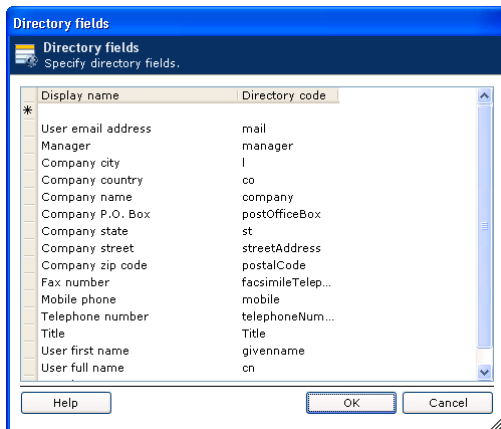 Directory fields
Directory fields
Specify directory fields.
Display name Directory code
*
User email address mail
Manager manager
Company city l
Company country co
Company name company
Company P.O. Box postOfficeBox
Company state st
Company street streetAddress
Company zip code postalCode
Fax number facsimileTelep...
Mobile phone mobile
Telephone number telephoneNum...
Title Title
User first name givenname
User full name cn
Help OK Cancel